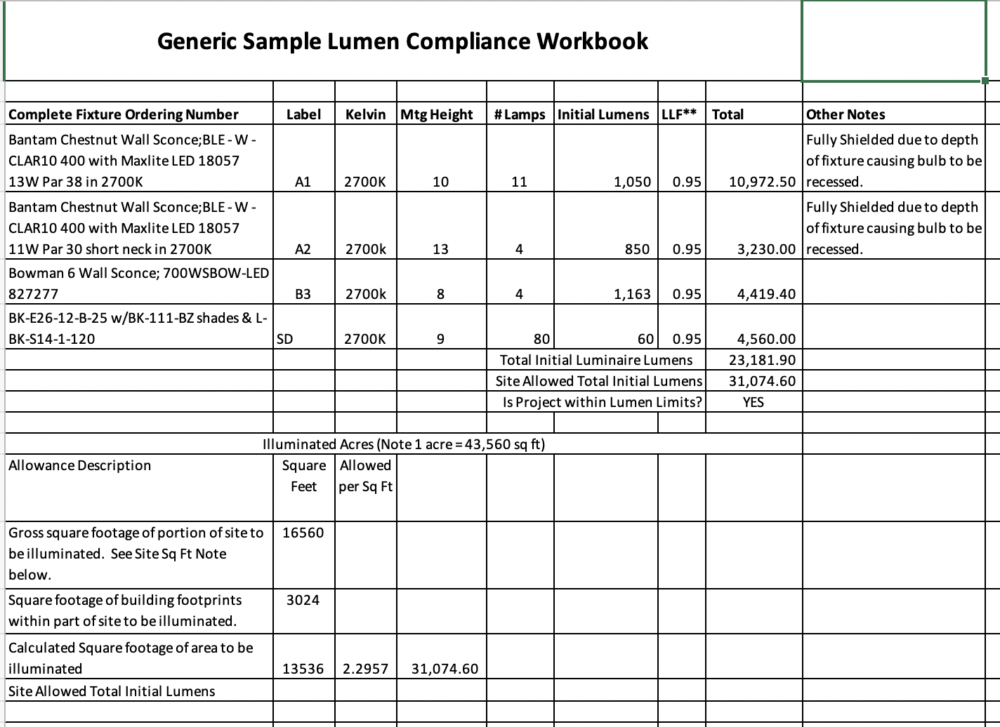 Generic Sample Lumen Compliance Workbook
Complete Fixture Ordering Number Label Kelvin Mtg Height # Lamps Initial Lumens LLF** Total Other Notes
Bantam Chestnut Wall Sconce;BLE - W - Fully Shielded due to depth
CLAR10 400 with Maxlite LED 18057 of fixture causing bulb to be
13W Par 38 in 2700K A1 2700K 10 11 1,050 0.95 10,972.50 recessed.
Bantam Chestnut Wall Sconce;BLE - W - Fully Shielded due to depth
CLAR10 400 with Maxlite LED 18057 of fixture causing bulb to be
11W Par 30 short neck in 2700K A2 2700k 13 4 850 0.95 3,230.00 recessed.
Bowman 6 Wall Sconce; 700WSBOW-LED
827277 B3 2700k 8 4 1,163 0.95 4,419.40
BK-E26-12-B-25 w/BK-111-BZ shades & L-
BK-S14-1-120 SD 2700K 9 80 60 0.95 4,560.00
Total Initial Luminaire Lumens 23,181.90
Site Allowed Total Initial Lumens 31,074.60
Is Project within Lumen Limits? YES
Illuminated Acres (Note 1 acre = 43,560 sq ft)
Allowance Description Square Allowed
Feet per Sq Ft
Gross square footage of portion of site to 16560
be illuminated. See Site Sq Ft Note
below.
Square footage of building footprints 3024
within part of site to be illuminated.
Calculated Square footage of area to be
illuminated 13536 2.2957 31,074.60
Site Allowed Total Initial Lumens